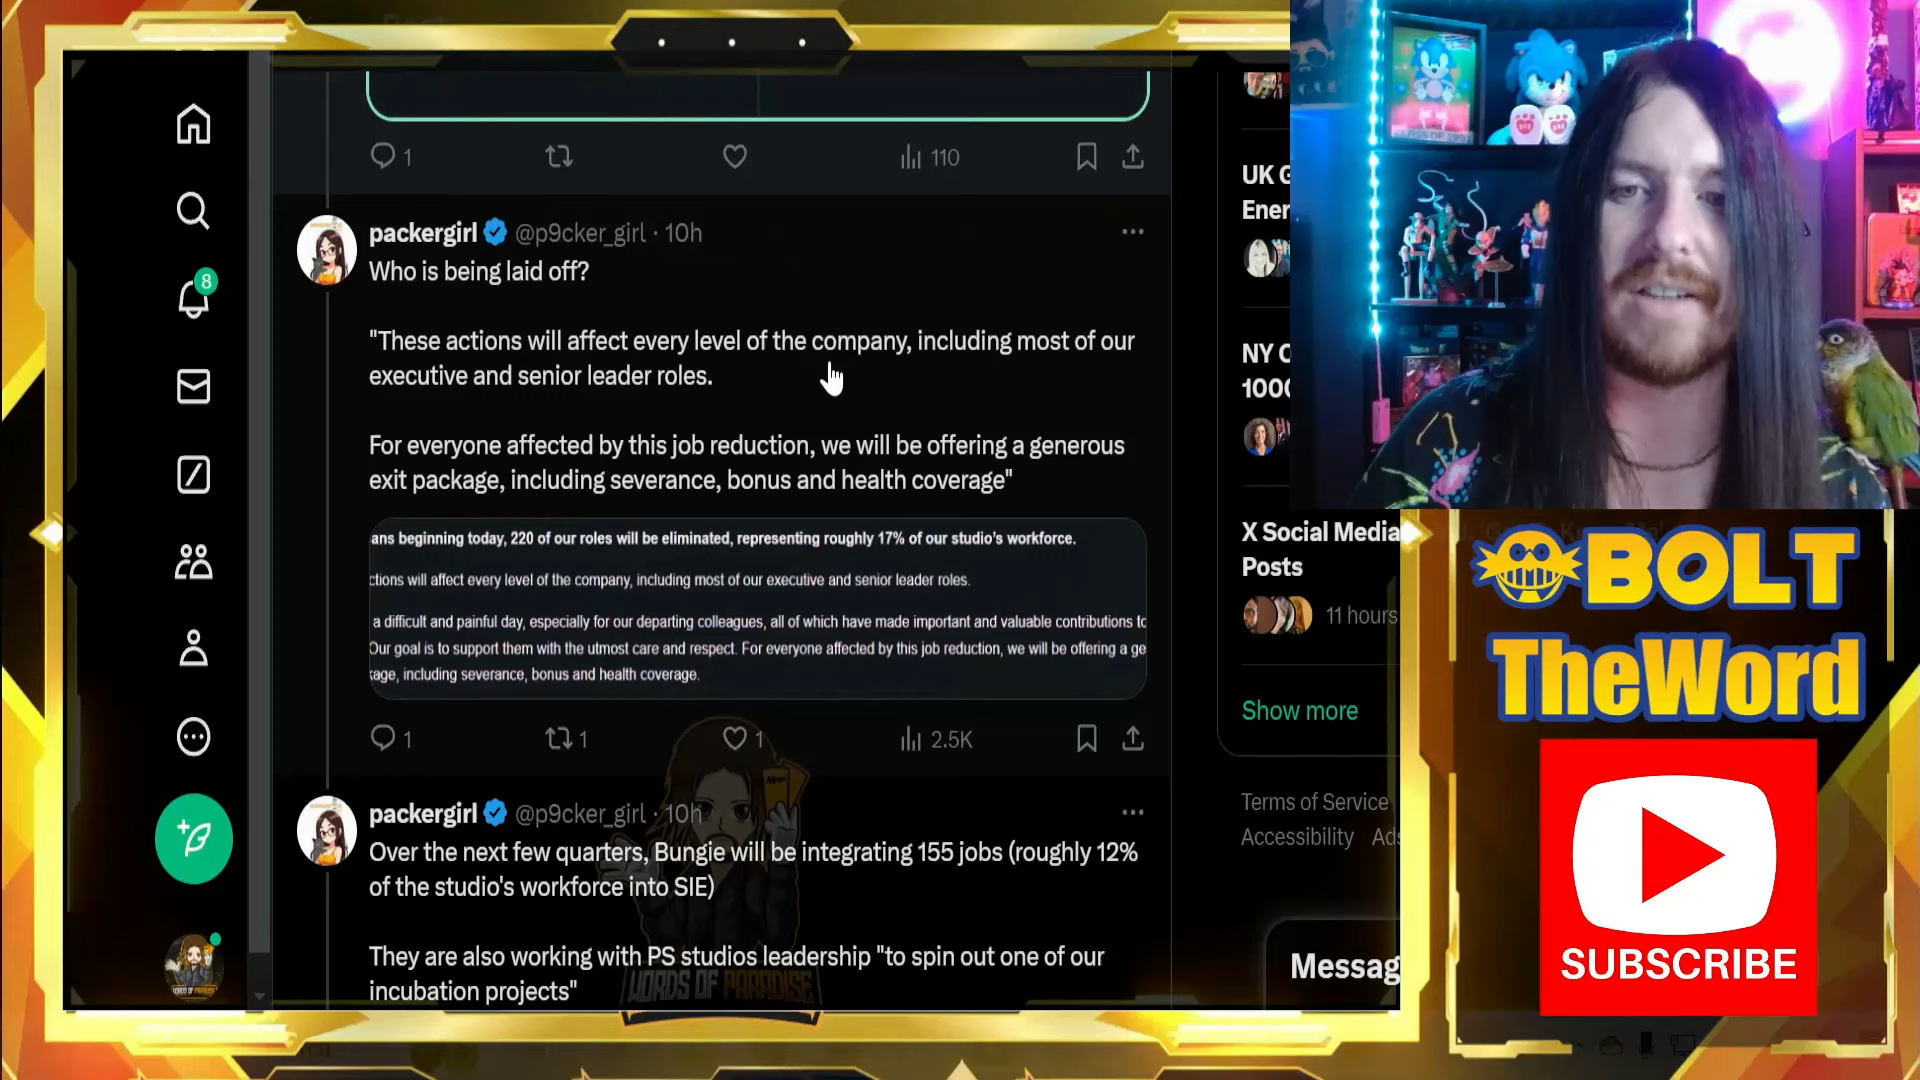 1
110
packergirl @p9cker_girl · 10h
Who is being laid off?
"These actions will affect every level of the company, including most of our
executive and senior leader roles.
For everyone affected by this job reduction, we will be offering a generous
exit package, including severance, bonus and health coverage"
ans beginning today, 220 of our roles will be eliminated, representing roughly 17% of our studio's workforce.
ctions will affect every level of the company, including most of our executive and senior leader roles.
a difficult and painful day, especially for our departing colleagues, all of which have made important and valuable contributions to
Our goal is to support them with the utmost care and respect. For everyone affected by this job reduction, we will be offering a ge
kage, including severance, bonus and health coverage.
1 1 1 2.5K
packergirl @p9cker_girl · 10h
Over the next few quarters, Bungie will be integrating 155 jobs (roughly 12%
of the studio's workforce into SIE)
They are also working with PS studios leadership "to spin out one of our
incubation projects"
WORDS OF PARADISE
8
UK G
Ener
NY C
1000
X Social Media
Posts
11 hours
Show more
Terms of Service
Accessibility Ads
Messag
CLASS OF 1991
BOLT
TheWord
SUBSCRIBE